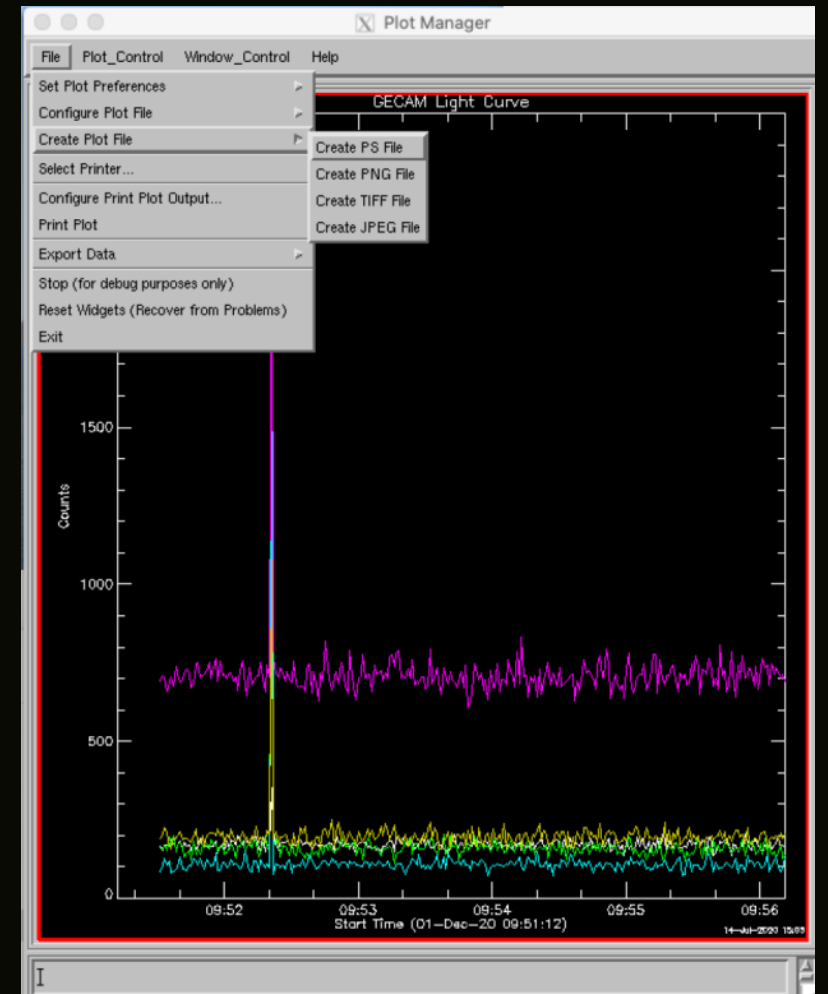 X Plot Manager
File Plot_Control Window_Control Help
Set Plot Preferences
Configure Plot File
Create Plot File
Select Printer...
Configure Print Plot Output...
Print Plot
Export Data
Stop (for debug purposes only)
Reset Widgets (Recover from Problems)
Exit
Create PS File
Create PNG File
Create TIFF File
Create JPEG File
GECAM Light Curve
Counts
1500
1000
500
0
09:52 09:53 09:54 09:55 09:56
Start Time (01-Dec-20 09:51:12)
14-Jul-2020